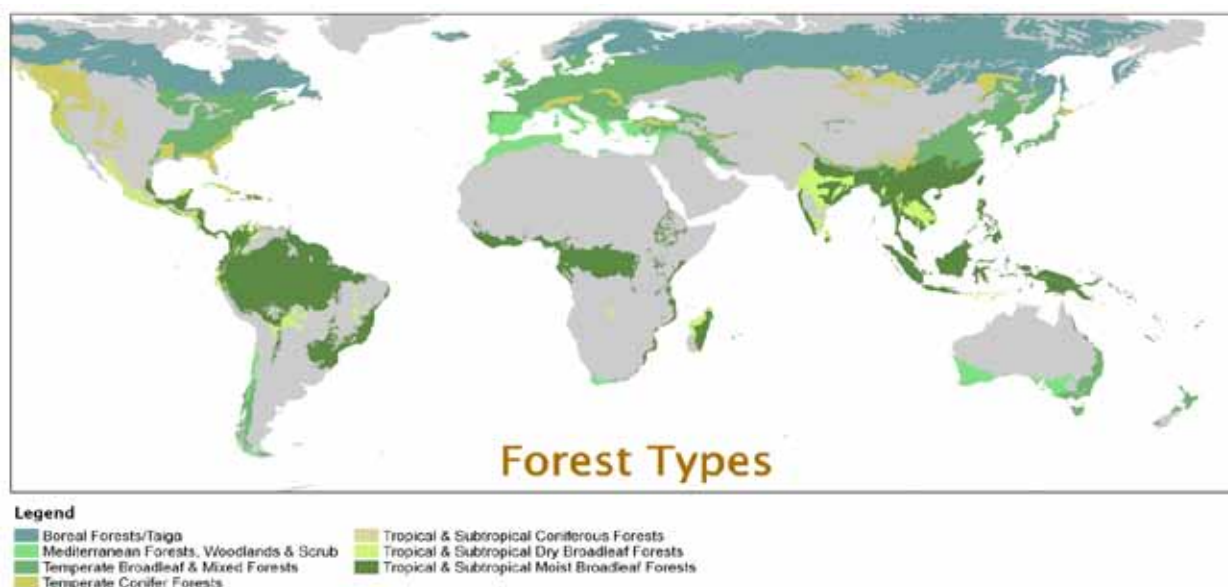 Forest Types
Legend
Boreal Forests/Taiga
Mediterranean Forests, Woodlands & Scrub
Temperate Broadleaf & Mixed Forests
Temperate Conifer Forests
Tropical & Subtropical Coniferous Forests
Tropical & Subtropical Dry Broadleaf Forests
Tropical & Subtropical Moist Broadleaf Forests